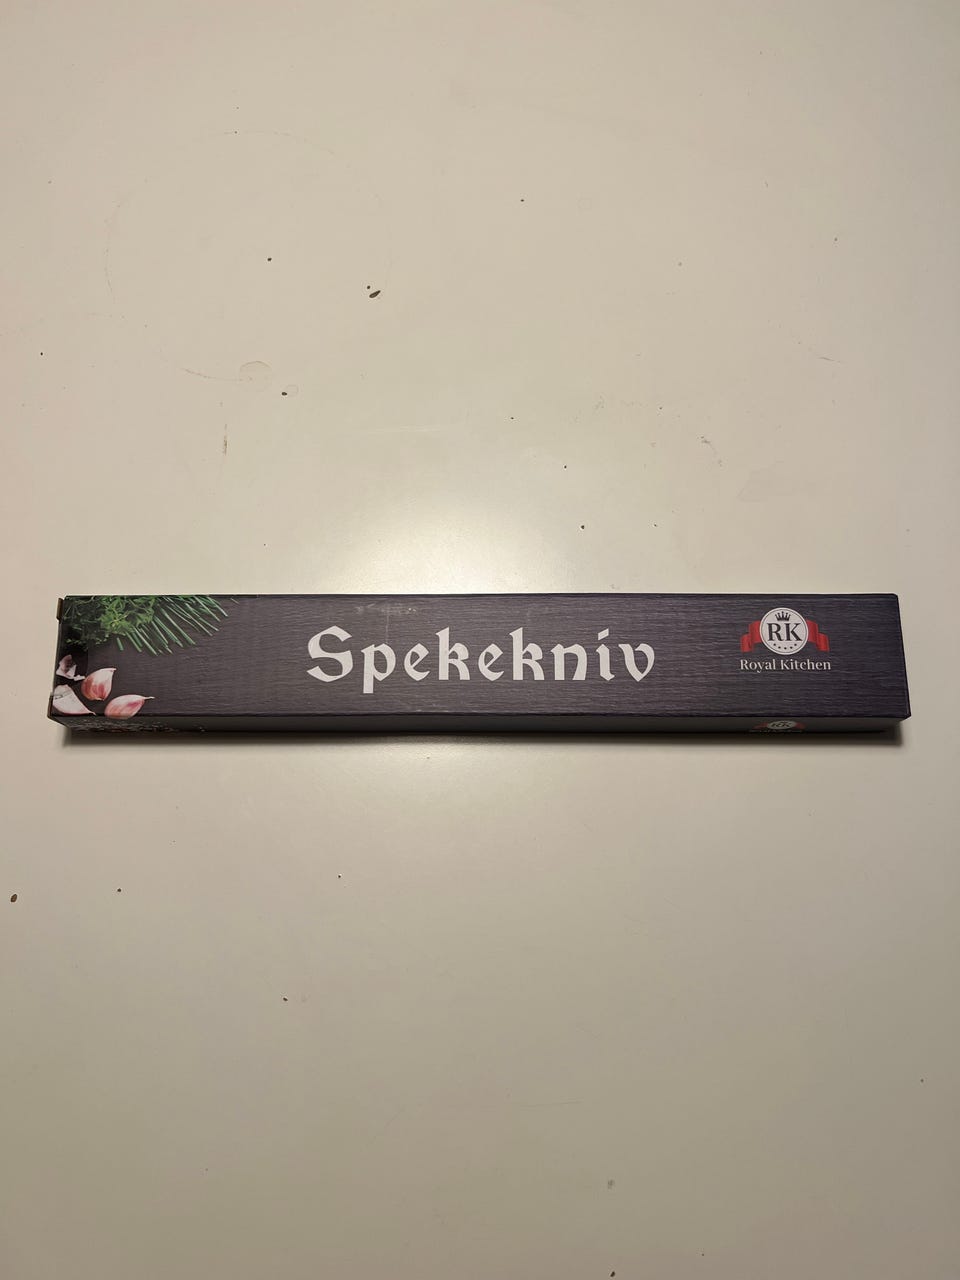 Spekekniv
RK
Royal Kitchen